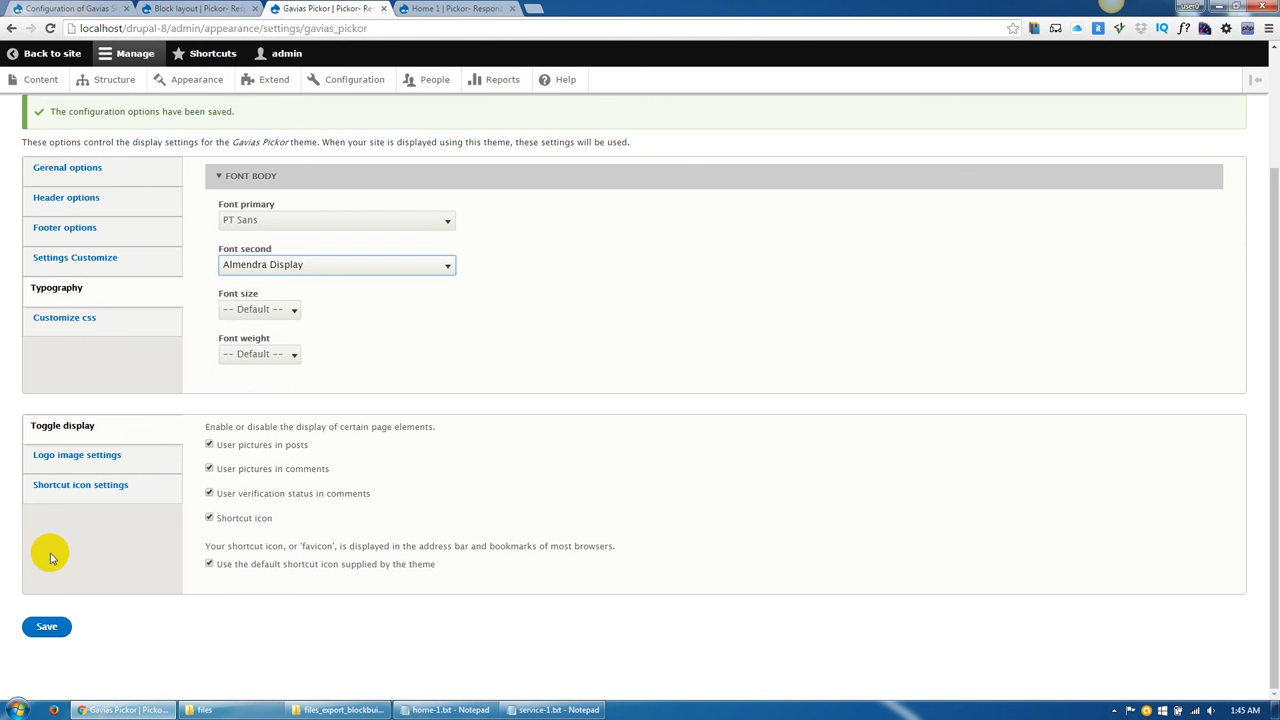 Configuration of Gavias S
Block layout | Pickor- Resp
Gavias Pickor | Pickor- Res
Home 1 | Pickor- Respons
user0
localhost/drupal-8/admin/appearance/settings/gavias_pickor
Back to site Manage Shortcuts admin
Content Structure Appearance Extend Configuration People Reports Help
The configuration options have been saved.
These options control the display settings for the Gavias Pickor theme. When your site is displayed using this theme, these settings will be used.
Gerenal options
Header options
Footer options
Settings Customize
Typography
Customize css
FONT BODY
Font primary
PT Sans
Font second
Almendra Display
Font size
-- Default --
Font weight
-- Default --
Toggle display
Logo image settings
Shortcut icon settings
Enable or disable the display of certain page elements.
User pictures in posts
User pictures in comments
User verification status in comments
Shortcut icon
Your shortcut icon, or 'favicon', is displayed in the address bar and bookmarks of most browsers.
Use the default shortcut icon supplied by the theme
Save
Gavias Pickor | Picko...
files
files_export_blockbui...
home-1.txt - Notepad
service-1.txt - Notepad
1:45 AM